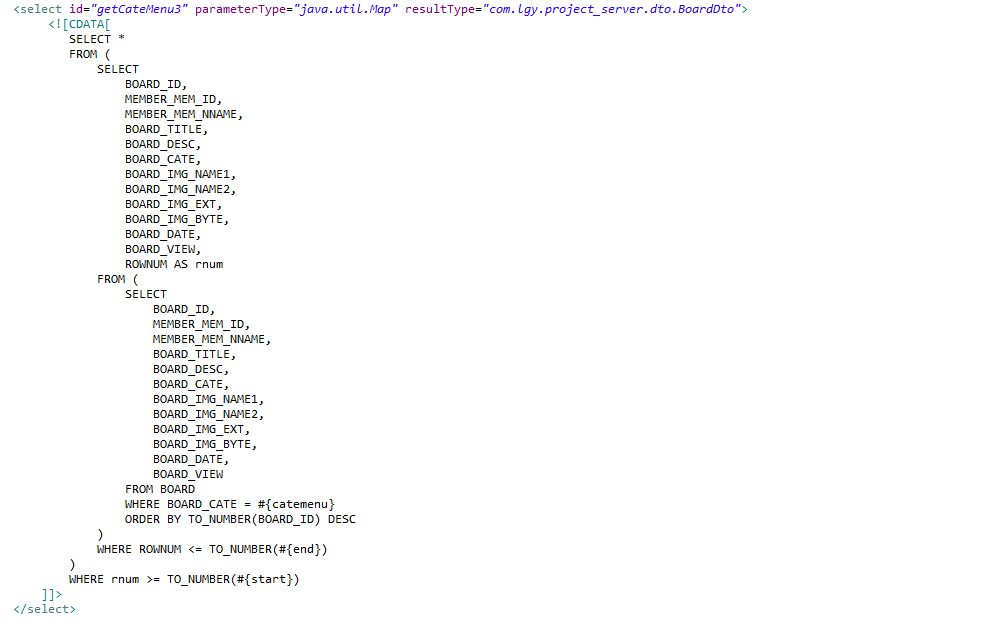 <select id="getCateMenu3" parameterType="java.util.Map" resultType="com.lgy.project_server.dto.BoardDto">
<![CDATA[
SELECT *
FROM (
SELECT
BOARD_ID,
MEMBER_MEM_ID,
MEMBER_MEM_NNAME,
BOARD_TITLE,
BOARD_DESC,
BOARD_CATE,
BOARD_IMG_NAME1,
BOARD_IMG_NAME2,
BOARD_IMG_EXT,
BOARD_IMG_BYTE,
BOARD_DATE,
BOARD_VIEW,
ROWNUM AS rnum
FROM (
SELECT
BOARD_ID,
MEMBER_MEM_ID,
MEMBER_MEM_NNAME,
BOARD_TITLE,
BOARD_DESC,
BOARD_CATE,
BOARD_IMG_NAME1,
BOARD_IMG_NAME2,
BOARD_IMG_EXT,
BOARD_IMG_BYTE,
BOARD_DATE,
BOARD_VIEW
FROM BOARD
WHERE BOARD_CATE = #{catemenu}
ORDER BY TO_NUMBER(BOARD_ID) DESC
)
WHERE ROWNUM <= TO_NUMBER(#{end})
)
WHERE rnum >= TO_NUMBER(#{start})
]]>
</select>